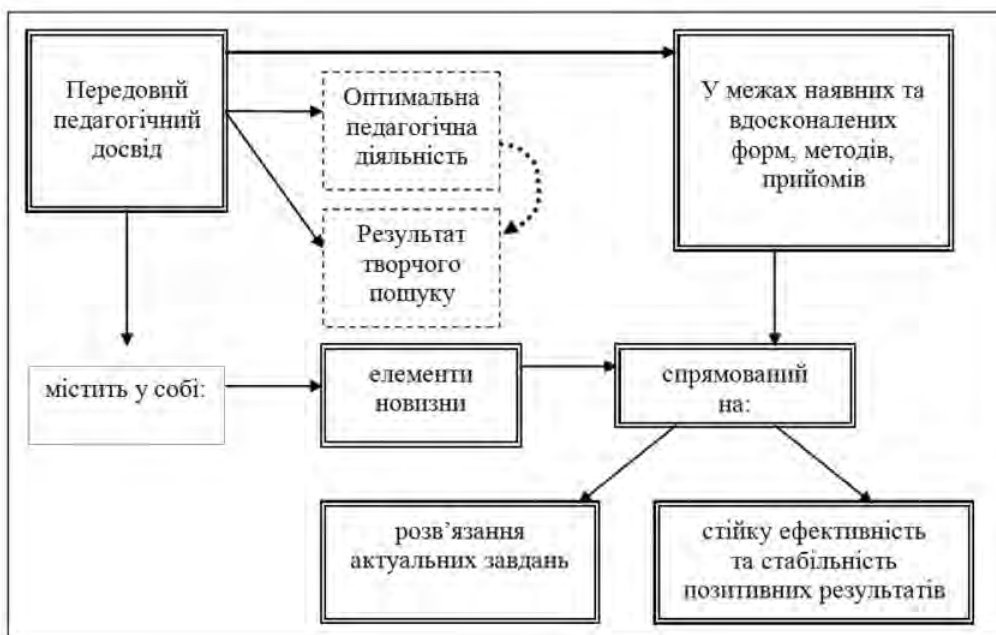 Передовий
педагогічний
досвід
Оптимальна
педагогічна
діяльність
У межах наявних та
вдосконалених
форм, методів,
прийомів
Результат
творчого
пошуку
містить у собі:
елементи
новизни
спрямований
на:
розв’язання
актуальних завдань
стійку ефективність
та стабільність
позитивних результатів